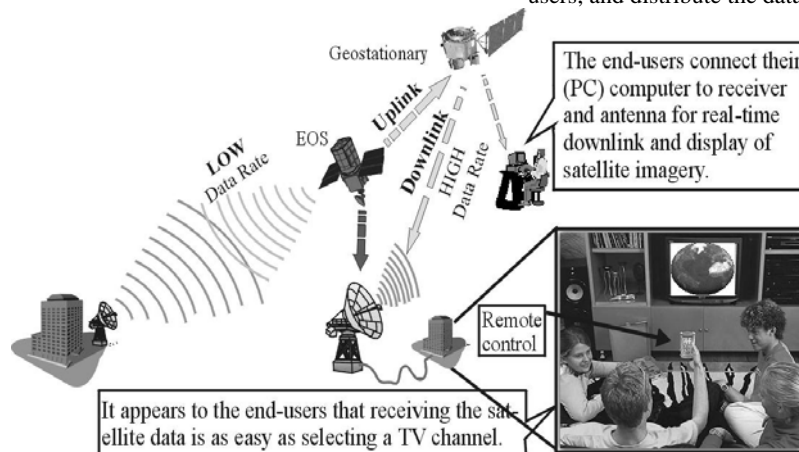 users, and distribute the data
Geostationary
The end-users connect their
(PC) computer to receiver
and antenna for real-time
downlink and display of
satellite imagery.
Uplink
EOS
Downlink
HIGH
Data Rate
LOW
Data Rate
Remote
control
It appears to the end-users that receiving the sat-
ellite data is as easy as selecting a TV channel.